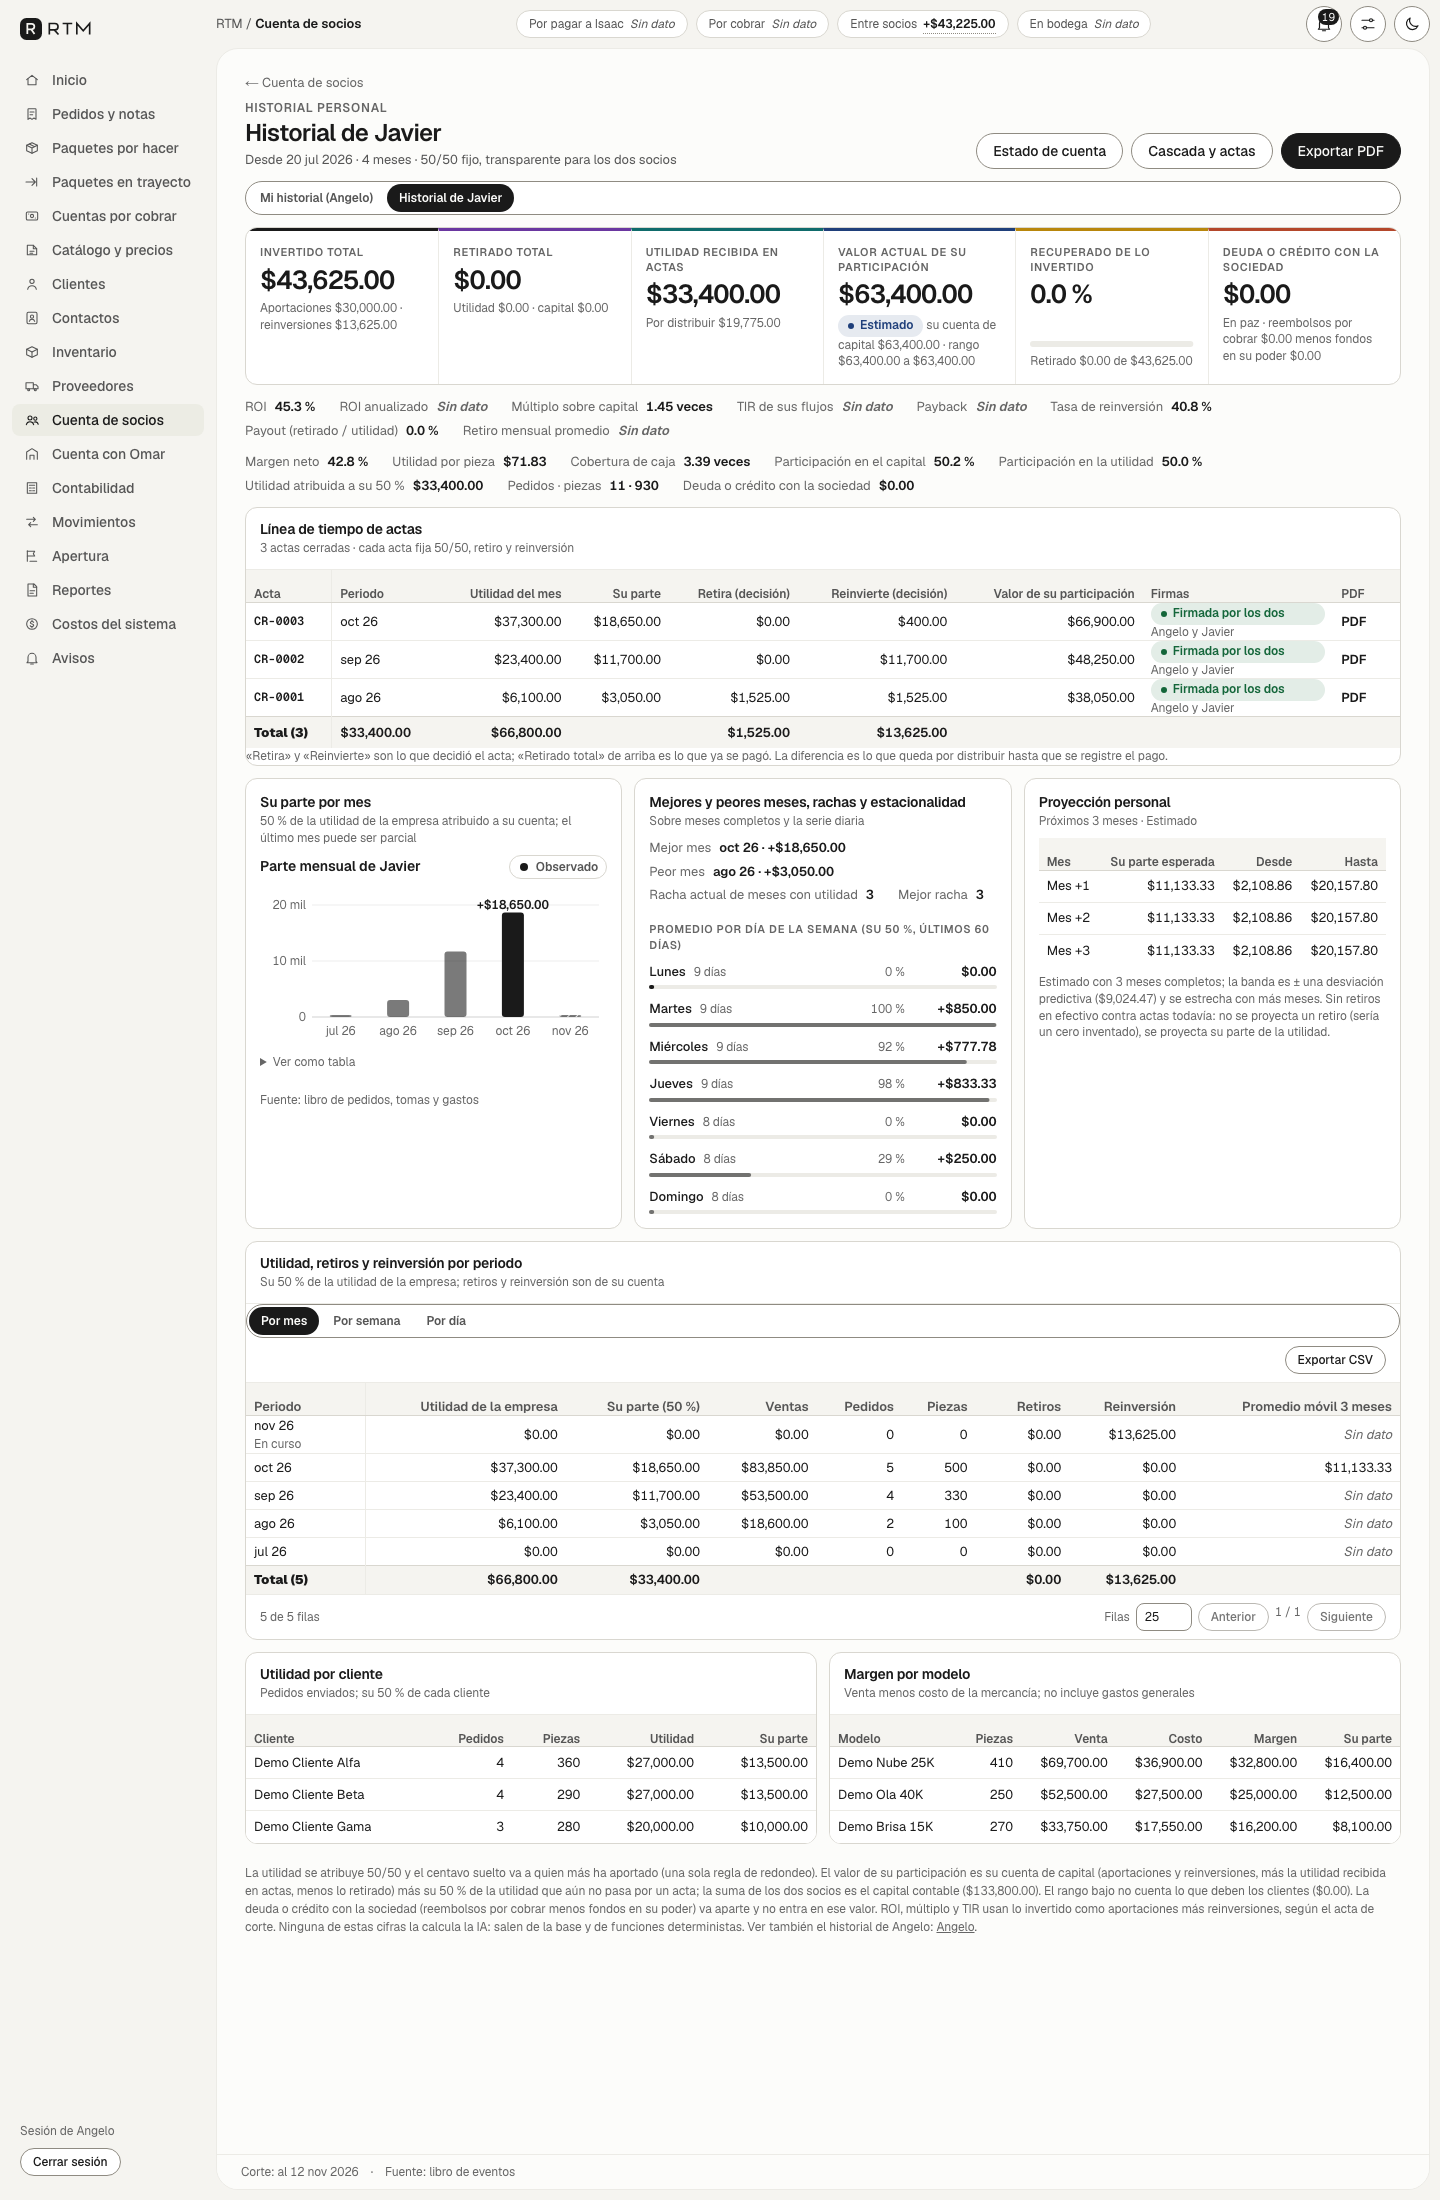 R RTM
RTM / Cuenta de socios
Por pagar a Isaac Sin dato
Por cobrar Sin dato
Entre socios +$43,225.00
En bodega Sin dato
19
Inicio
Pedidos y notas
Paquetes por hacer
Paquetes en trayecto
Cuentas por cobrar
Catálogo y precios
Clientes
Contactos
Inventario
Proveedores
Cuenta de socios
Cuenta con Omar
Contabilidad
Movimientos
Apertura
Reportes
Costos del sistema
Avisos
Sesión de Angelo
Cerrar sesión
← Cuenta de socios
HISTORIAL PERSONAL
Historial de Javier
Desde 20 jul 2026 · 4 meses · 50/50 fijo, transparente para los dos socios
Estado de cuenta
Cascada y actas
Exportar PDF
Mi historial (Angelo) Historial de Javier
INVERTIDO TOTAL
$43,625.00
Aportaciones $30,000.00 ·
reinversiones $13,625.00
RETIRADO TOTAL
$0.00
Utilidad $0.00 · capital $0.00
UTILIDAD RECIBIDA EN
ACTAS
$33,400.00
Por distribuir $19,775.00
VALOR ACTUAL DE SU
PARTICIPACIÓN
$63,400.00
Estimado su cuenta de
capital $63,400.00 · rango
$63,400.00 a $63,400.00
RECUPERADO DE LO
INVERTIDO
0.0 %
Retirado $0.00 de $43,625.00
DEUDA O CRÉDITO CON LA
SOCIEDAD
$0.00
En paz · reembolsos por
cobrar $0.00 menos fondos
en su poder $0.00
ROI 45.3 % ROI anualizado Sin dato Múltiplo sobre capital 1.45 veces TIR de sus flujos Sin dato Payback Sin dato Tasa de reinversión 40.8 %
Payout (retirado / utilidad) 0.0 % Retiro mensual promedio Sin dato
Margen neto 42.8 % Utilidad por pieza $71.83 Cobertura de caja 3.39 veces Participación en el capital 50.2 % Participación en la utilidad 50.0 %
Utilidad atribuida a su 50 % $33,400.00 Pedidos · piezas 11 · 930 Deuda o crédito con la sociedad $0.00
Línea de tiempo de actas
3 actas cerradas · cada acta fija 50/50, retiro y reinversión
Acta Periodo Utilidad del mes Su parte Retira (decisión) Reinvierte (decisión) Valor de su participación Firmas PDF
CR-0003 oct 26 $37,300.00 $18,650.00 $0.00 $400.00 $66,900.00 Firmada por los dos PDF
Angelo y Javier
CR-0002 sep 26 $23,400.00 $11,700.00 $0.00 $11,700.00 $48,250.00 Firmada por los dos PDF
Angelo y Javier
CR-0001 ago 26 $6,100.00 $3,050.00 $1,525.00 $1,525.00 $38,050.00 Firmada por los dos PDF
Angelo y Javier
Total (3) $33,400.00 $66,800.00 $1,525.00 $13,625.00
«Retira» y «Reinvierte» son lo que decidió el acta; «Retirado total» de arriba es lo que ya se pagó. La diferencia es lo que queda por distribuir hasta que se registre el pago.
Su parte por mes
50 % de la utilidad de la empresa atribuido a su cuenta; el
último mes puede ser parcial
Parte mensual de Javier Observado
20 mil
+$18,650.00
10 mil
0
jul 26 ago 26 sep 26 oct 26 nov 26
▶ Ver como tabla
Fuente: libro de pedidos, tomas y gastos
Mejores y peores meses, rachas y estacionalidad
Sobre meses completos y la serie diaria
Mejor mes oct 26 · +$18,650.00
Peor mes ago 26 · +$3,050.00
Racha actual de meses con utilidad 3 Mejor racha 3
PROMEDIO POR DÍA DE LA SEMANA (SU 50 %, ÚLTIMOS 60
DÍAS)
Lunes 9 días 0 % $0.00
Martes 9 días 100 % +$850.00
Miércoles 9 días 92 % +$777.78
Jueves 9 días 98 % +$833.33
Viernes 8 días 0 % $0.00
Sábado 8 días 29 % +$250.00
Domingo 8 días 0 % $0.00
Proyección personal
Próximos 3 meses · Estimado
Mes Su parte esperada Desde Hasta
Mes +1 $11,133.33 $2,108.86 $20,157.80
Mes +2 $11,133.33 $2,108.86 $20,157.80
Mes +3 $11,133.33 $2,108.86 $20,157.80
Estimado con 3 meses completos; la banda es ± una desviación
predictiva ($9,024.47) y se estrecha con más meses. Sin retiros
en efectivo contra actas todavía: no se proyecta un retiro (sería
un cero inventado), se proyecta su parte de la utilidad.
Utilidad, retiros y reinversión por periodo
Su 50 % de la utilidad de la empresa; retiros y reinversión son de su cuenta
Por mes Por semana Por día
Exportar CSV
Periodo Utilidad de la empresa Su parte (50 %) Ventas Pedidos Piezas Retiros Reinversión Promedio móvil 3 meses
nov 26 $0.00 $0.00 $0.00 0 0 $0.00 $13,625.00 Sin dato
En curso
oct 26 $37,300.00 $18,650.00 $83,850.00 5 500 $0.00 $0.00 $11,133.33
sep 26 $23,400.00 $11,700.00 $53,500.00 4 330 $0.00 $0.00 Sin dato
ago 26 $6,100.00 $3,050.00 $18,600.00 2 100 $0.00 $0.00 Sin dato
jul 26 $0.00 $0.00 $0.00 0 0 $0.00 $0.00 Sin dato
Total (5) $66,800.00 $33,400.00 $0.00 $13,625.00
5 de 5 filas Filas 25 Anterior 1 / 1 Siguiente
Utilidad por cliente
Pedidos enviados; su 50 % de cada cliente
Cliente Pedidos Piezas Utilidad Su parte
Demo Cliente Alfa 4 360 $27,000.00 $13,500.00
Demo Cliente Beta 4 290 $27,000.00 $13,500.00
Demo Cliente Gama 3 280 $20,000.00 $10,000.00
Margen por modelo
Venta menos costo de la mercancía; no incluye gastos generales
Modelo Piezas Venta Costo Margen Su parte
Demo Nube 25K 410 $69,700.00 $36,900.00 $32,800.00 $16,400.00
Demo Ola 40K 250 $52,500.00 $27,500.00 $25,000.00 $12,500.00
Demo Brisa 15K 270 $33,750.00 $17,550.00 $16,200.00 $8,100.00
La utilidad se atribuye 50/50 y el centavo suelto va a quien más ha aportado (una sola regla de redondeo). El valor de su participación es su cuenta de capital (aportaciones y reinversiones, más la utilidad recibida
en actas, menos lo retirado) más su 50 % de la utilidad que aún no pasa por un acta; la suma de los dos socios es el capital contable ($133,800.00). El rango bajo no cuenta lo que deben los clientes ($0.00). La
deuda o crédito con la sociedad (reembolsos por cobrar menos fondos en su poder) va aparte y no entra en ese valor. ROI, múltiplo y TIR usan lo invertido como aportaciones más reinversiones, según el acta de
corte. Ninguna de estas cifras la calcula la IA: salen de la base y de funciones deterministas. Ver también el historial de Angelo: Angelo.
Corte: al 12 nov 2026 · Fuente: libro de eventos